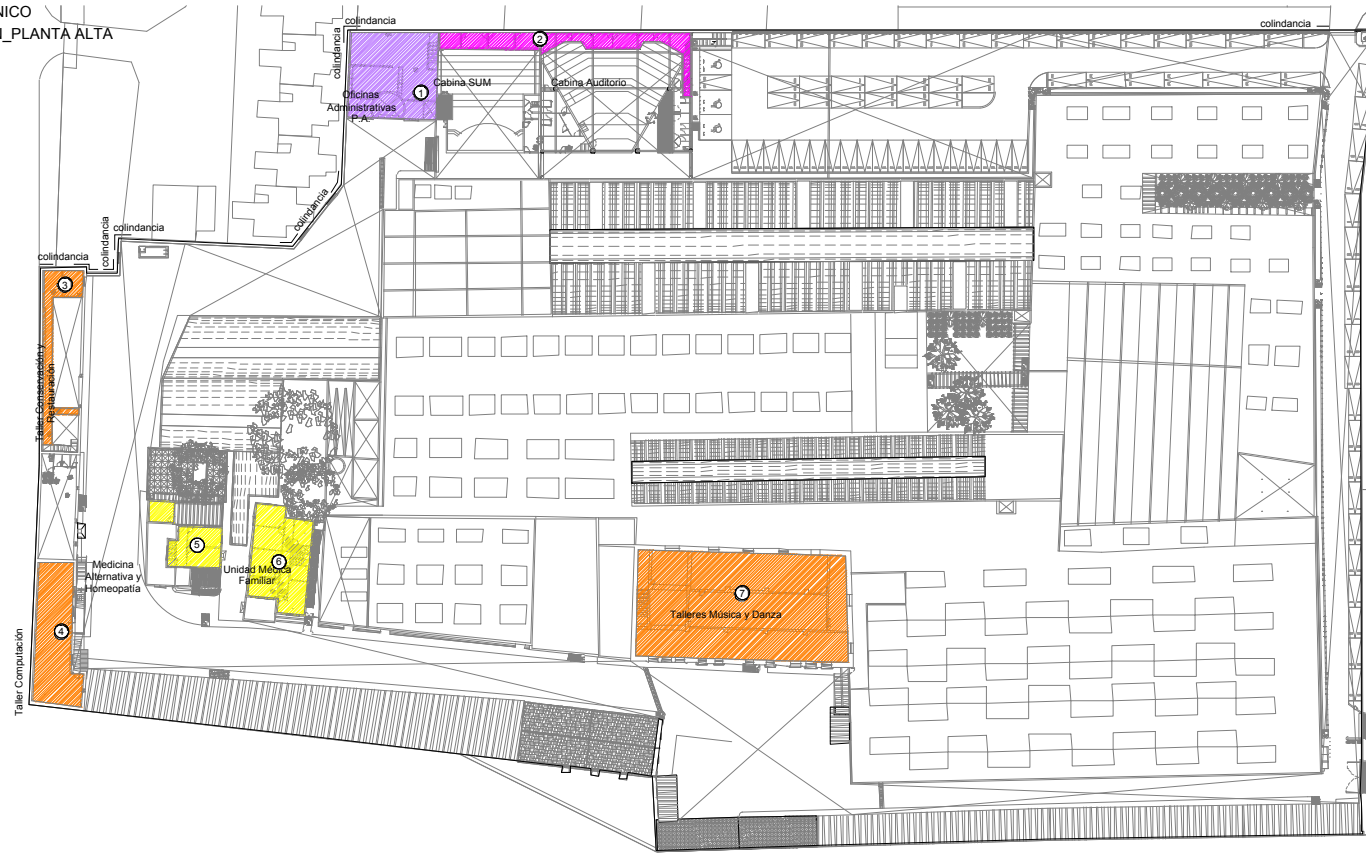 NICO
N_PLANTA ALTA
colindancia
colindancia
colindancia
2
Cabina SUM
Cabina Auditorio
1
Oficinas
Administrativas
P.A.
colindancia
colindancia
colindancia
colindancia
3
Taller Conservación y
Restauración
5
6
Medicina
Alternativa y
Homeopatía
Unidad Médica
Familiar
7
Talleres Música y Danza
4
Taller Computación